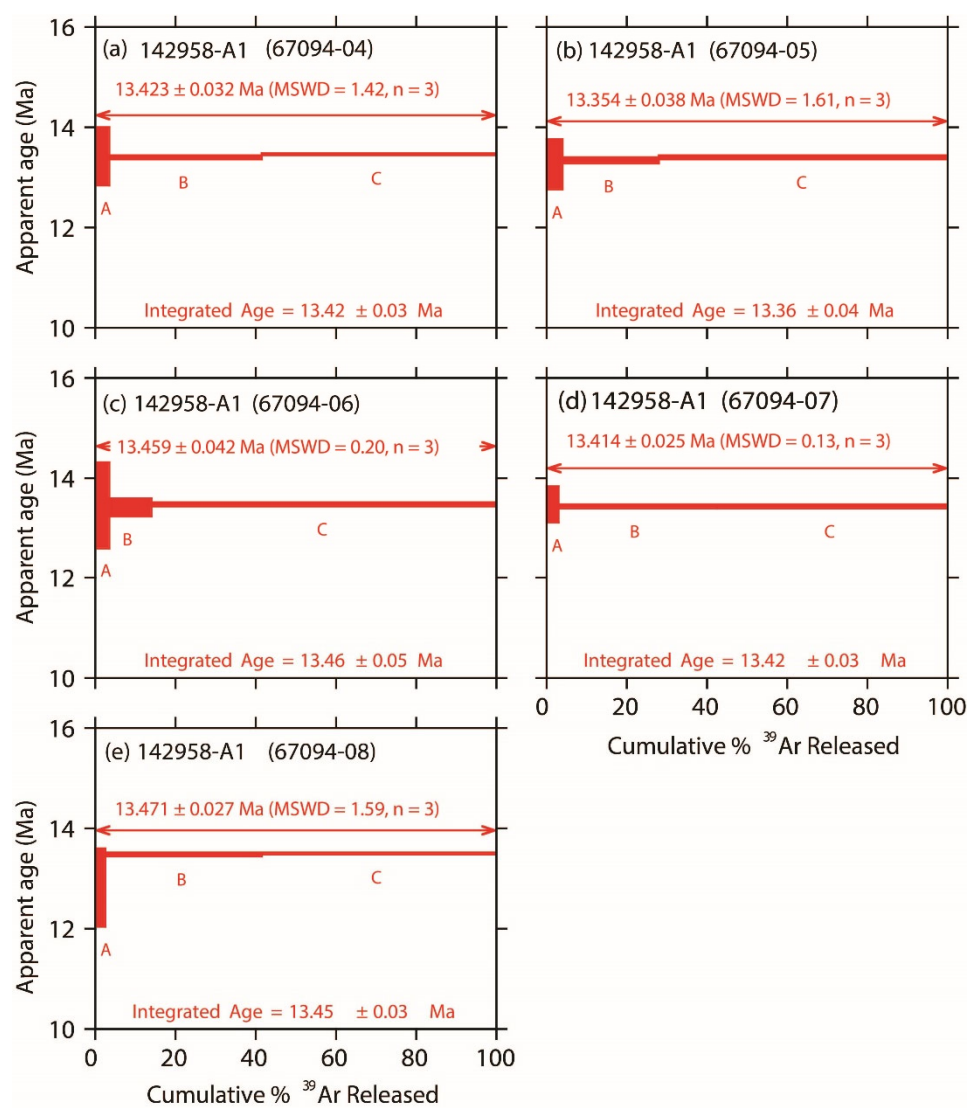 (a) 142958-A1 (67094-04)
13.423 ± 0.032 Ma (MSWD = 1.42, n = 3)
A
B
C
Integrated Age = 13.42 ± 0.03 Ma
16
14
12
10
Apparent age (Ma)
(b) 142958-A1 (67094-05)
13.354 ± 0.038 Ma (MSWD = 1.61, n = 3)
A
B
C
Integrated Age = 13.36 ± 0.04 Ma
(c) 142958-A1 (67094-06)
13.459 ± 0.042 Ma (MSWD = 0.20, n = 3)
A
B
C
Integrated Age = 13.46 ± 0.05 Ma
16
14
12
10
Apparent age (Ma)
(d) 142958-A1 (67094-07)
13.414 ± 0.025 Ma (MSWD = 0.13, n = 3)
A
B
C
Integrated Age = 13.42 ± 0.03 Ma
0 20 40 60 80 100
Cumulative % ³⁹Ar Released
(e) 142958-A1 (67094-08)
13.471 ± 0.027 Ma (MSWD = 1.59, n = 3)
A
B
C
Integrated Age = 13.45 ± 0.03 Ma
16
14
12
10
Apparent age (Ma)
0 20 40 60 80 100
Cumulative % ³⁹Ar Released